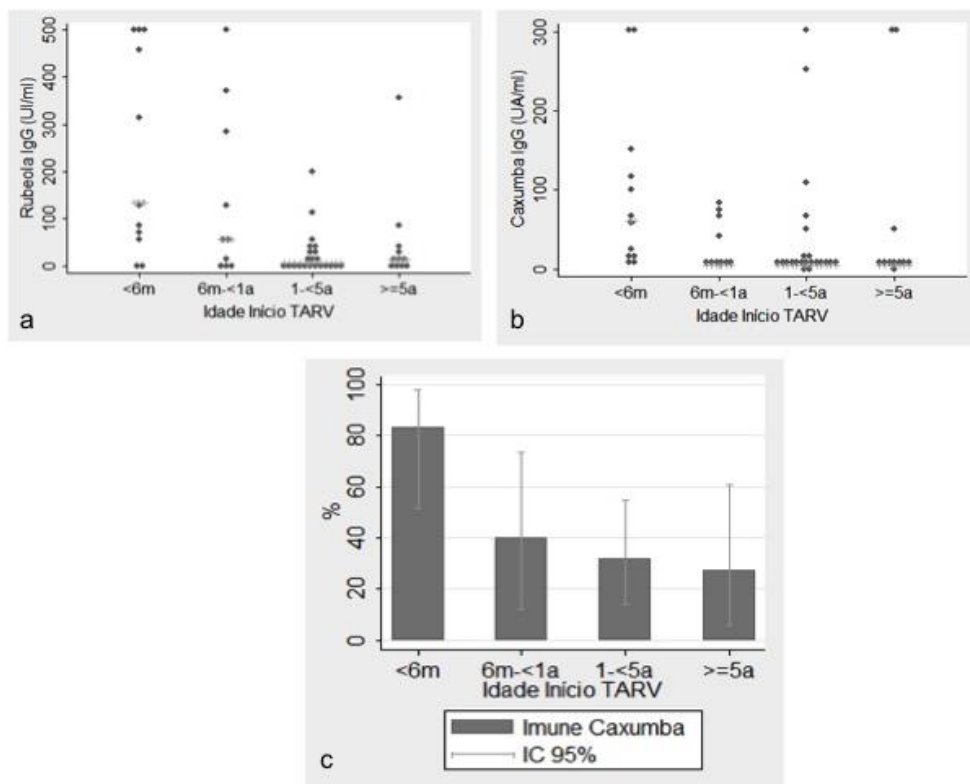 Rubeola IgG (UI/ml)
500
400
300
200
100
0
<6m
6m-<1a
1-<5a
>=5a
Idade Início TARV
a
Caxumba IgG (UA/ml)
300
200
100
0
<6m
6m-<1a
1-<5a
>=5a
Idade Início TARV
b
%
100
80
60
40
20
0
<6m
6m-<1a
1-<5a
>=5a
Idade Início TARV
Imune Caxumba
IC 95%
c